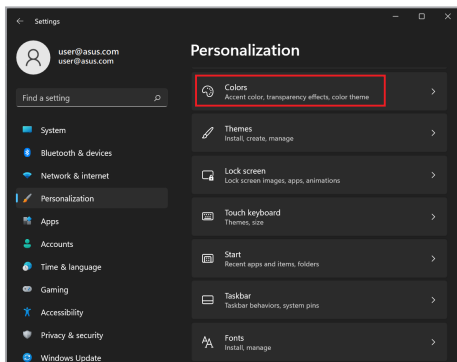 Settings
user@asus.com
user@asus.com
Find a setting
System
Bluetooth & devices
Network & internet
Personalization
Apps
Accounts
Time & language
Gaming
Accessibility
Privacy & security
Windows Update
Personalization
Colors
Accent color, transparency effects, color theme
Themes
Install, create, manage
Lock screen
Lock screen images, apps, animations
Touch keyboard
Themes, size
Start
Recent apps and items, folders
Taskbar
Taskbar behaviors, system pins
Fonts
Install, manage